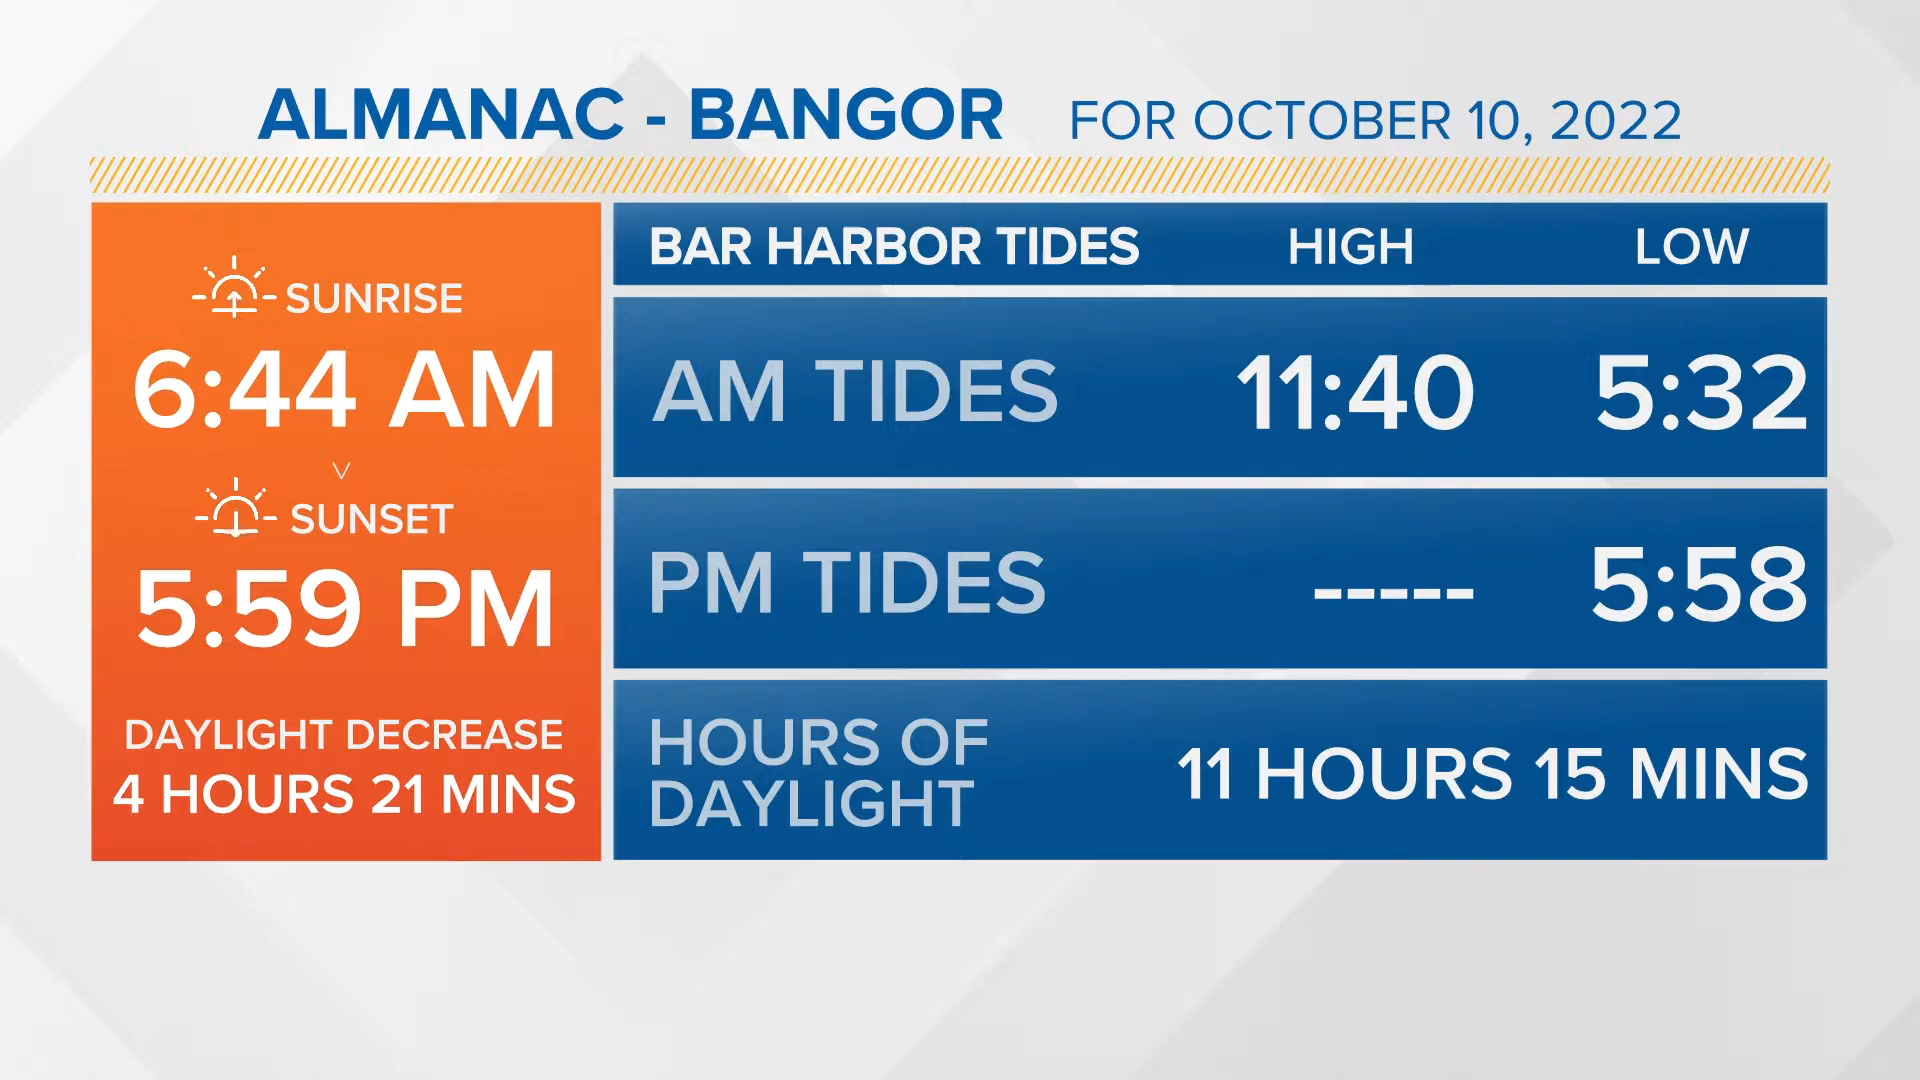 ALMANAC - BANGOR FOR OCTOBER 10, 2022
SUNRISE
6:44 AM
SUNSET
5:59 PM
DAYLIGHT DECREASE
4 HOURS 21 MINS
BAR HARBOR TIDES HIGH LOW
AM TIDES 11:40 5:32
PM TIDES ----- 5:58
HOURS OF
DAYLIGHT
11 HOURS 15 MINS